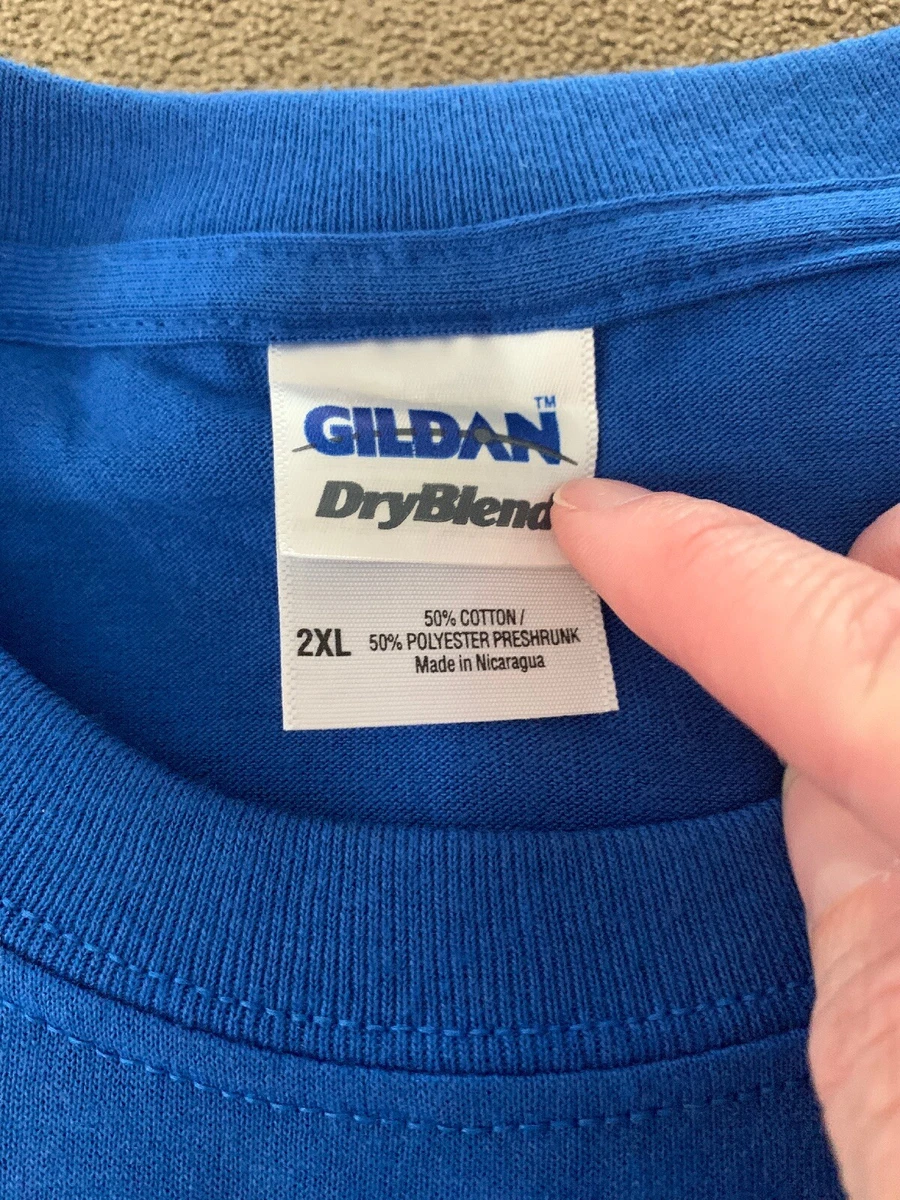 GILDAN™
DryBlend
2XL
50% COTTON /
50% POLYESTER PRESHRUNK
Made in Nicaragua